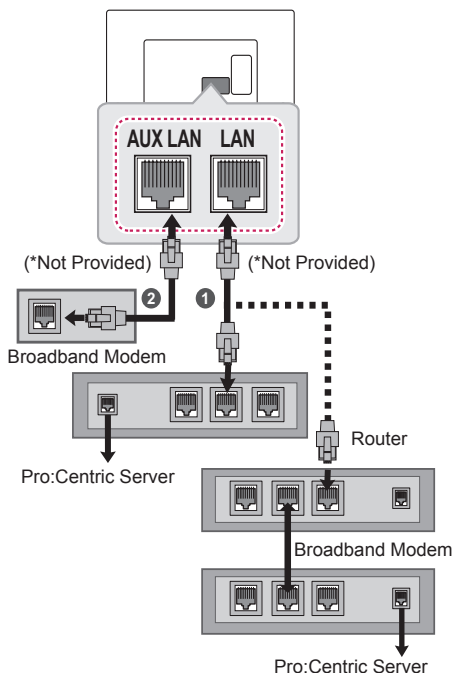 AUX LAN LAN
(*Not Provided) (*Not Provided)
2 1
Broadband Modem
Pro:Centric Server
Router
Broadband Modem
Pro:Centric Server